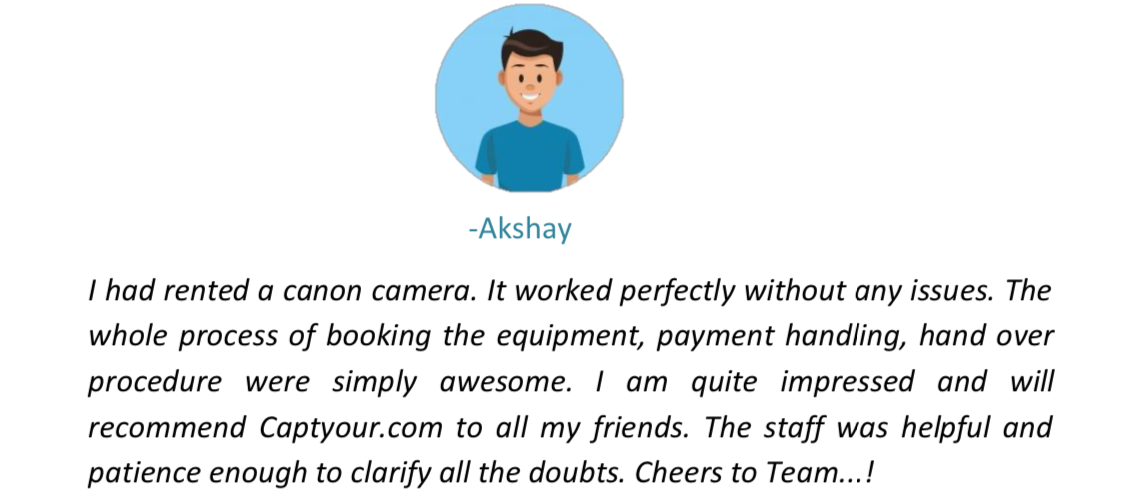 -Akshay
I had rented a canon camera. It worked perfectly without any issues. The
whole process of booking the equipment, payment handling, hand over
procedure were simply awesome. I am quite impressed and will
recommend Captyour.com to all my friends. The staff was helpful and
patience enough to clarify all the doubts. Cheers to Team...!